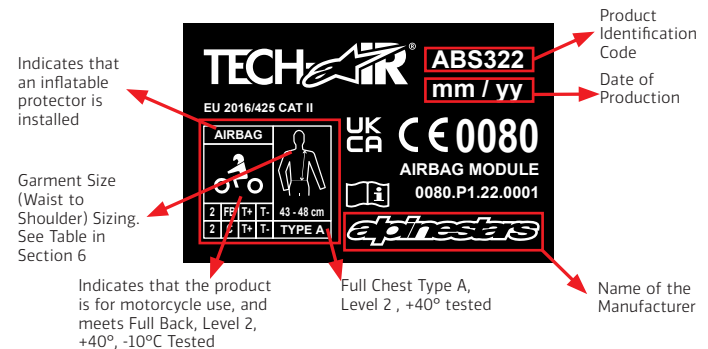 Product
Identification
Code
Indicates that
an inflatable
protector is
installed
TECH-AIR®
ABS322
mm / yy
Date of
Production
EU 2016/425 CAT II
AIRBAG
UK
CA
CE 0080
AIRBAG MODULE
0080.P1.22.0001
i
Garment Size
(Waist to
Shoulder) Sizing.
See Table in
Section 6
2 FB T+ T- 43 - 48 cm
2 C T+ T- TYPE A
alpinestars
Indicates that the product
is for motorcycle use, and
meets Full Back, Level 2,
+40°, -10°C Tested
Full Chest Type A,
Level 2 , +40° tested
Name of the
Manufacturer